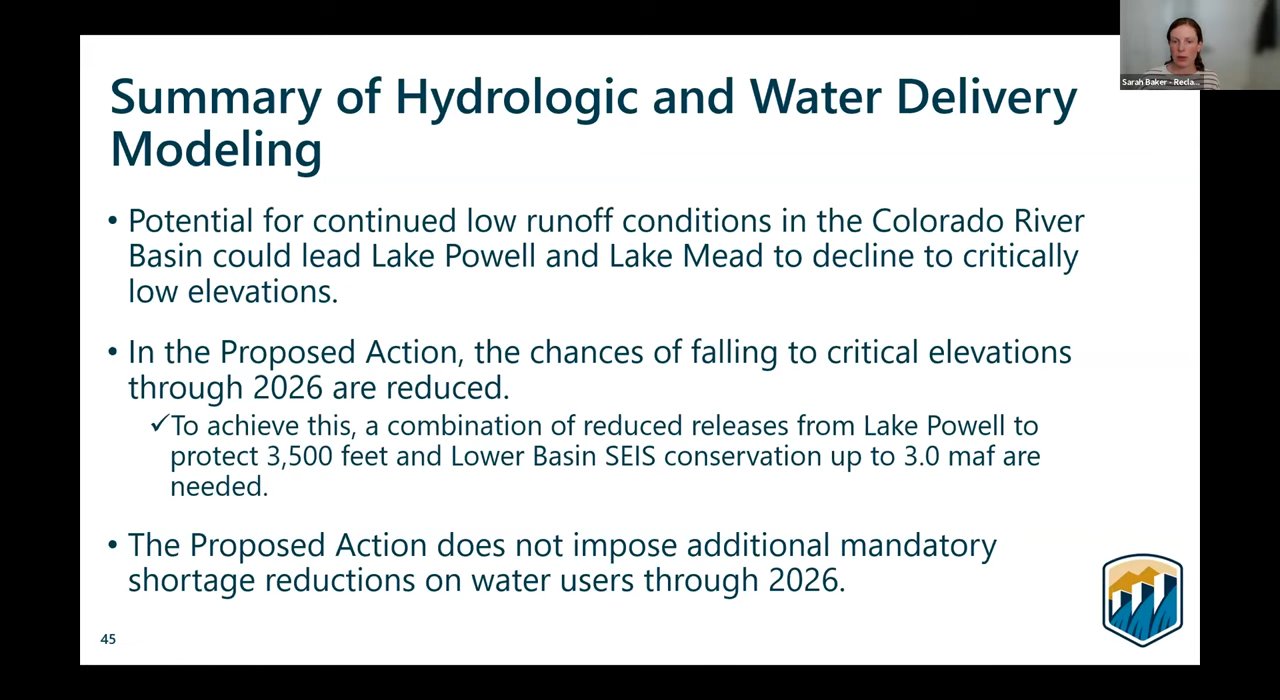 Sarah Baker - Recla...
Summary of Hydrologic and Water Delivery
Modeling
• Potential for continued low runoff conditions in the Colorado River
Basin could lead Lake Powell and Lake Mead to decline to critically
low elevations.
• In the Proposed Action, the chances of falling to critical elevations
through 2026 are reduced.
✓To achieve this, a combination of reduced releases from Lake Powell to
protect 3,500 feet and Lower Basin SEIS conservation up to 3.0 maf are
needed.
• The Proposed Action does not impose additional mandatory
shortage reductions on water users through 2026.
45